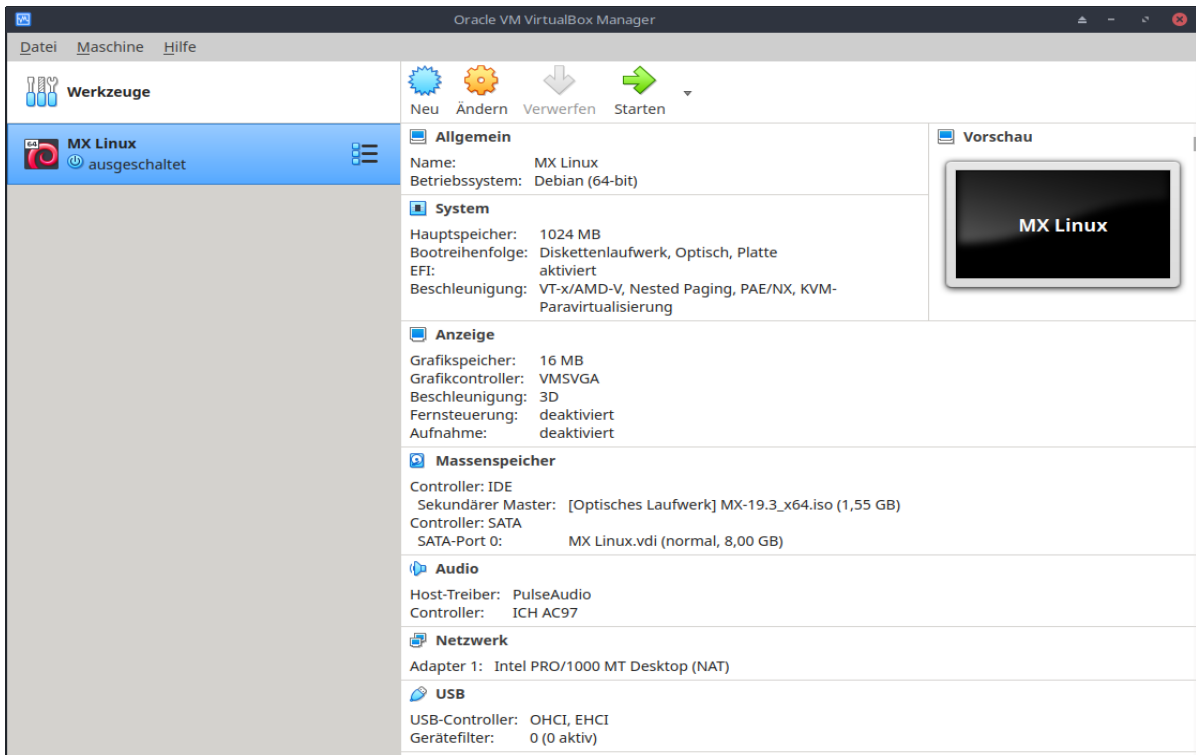 Oracle VM VirtualBox Manager
Datei Maschine Hilfe
Werkzeuge
Neu Ändern Verwerfen Starten
64
MX Linux
ausgeschaltet
Allgemein
Name: MX Linux
Betriebssystem: Debian (64-bit)
Vorschau
MX Linux
System
Hauptspeicher: 1024 MB
Bootreihenfolge: Diskettenlaufwerk, Optisch, Platte
EFI: aktiviert
Beschleunigung: VT-x/AMD-V, Nested Paging, PAE/NX, KVM-
Paravirtualisierung
Anzeige
Grafikspeicher: 16 MB
Grafikcontroller: VMSVGA
Beschleunigung: 3D
Fernsteuerung: deaktiviert
Aufnahme: deaktiviert
Massenspeicher
Controller: IDE
Sekundärer Master: [Optisches Laufwerk] MX-19.3_x64.iso (1,55 GB)
Controller: SATA
SATA-Port 0: MX Linux.vdi (normal, 8,00 GB)
Audio
Host-Treiber: PulseAudio
Controller: ICH AC97
Netzwerk
Adapter 1: Intel PRO/1000 MT Desktop (NAT)
USB
USB-Controller: OHCI, EHCI
Gerätefilter: 0 (0 aktiv)